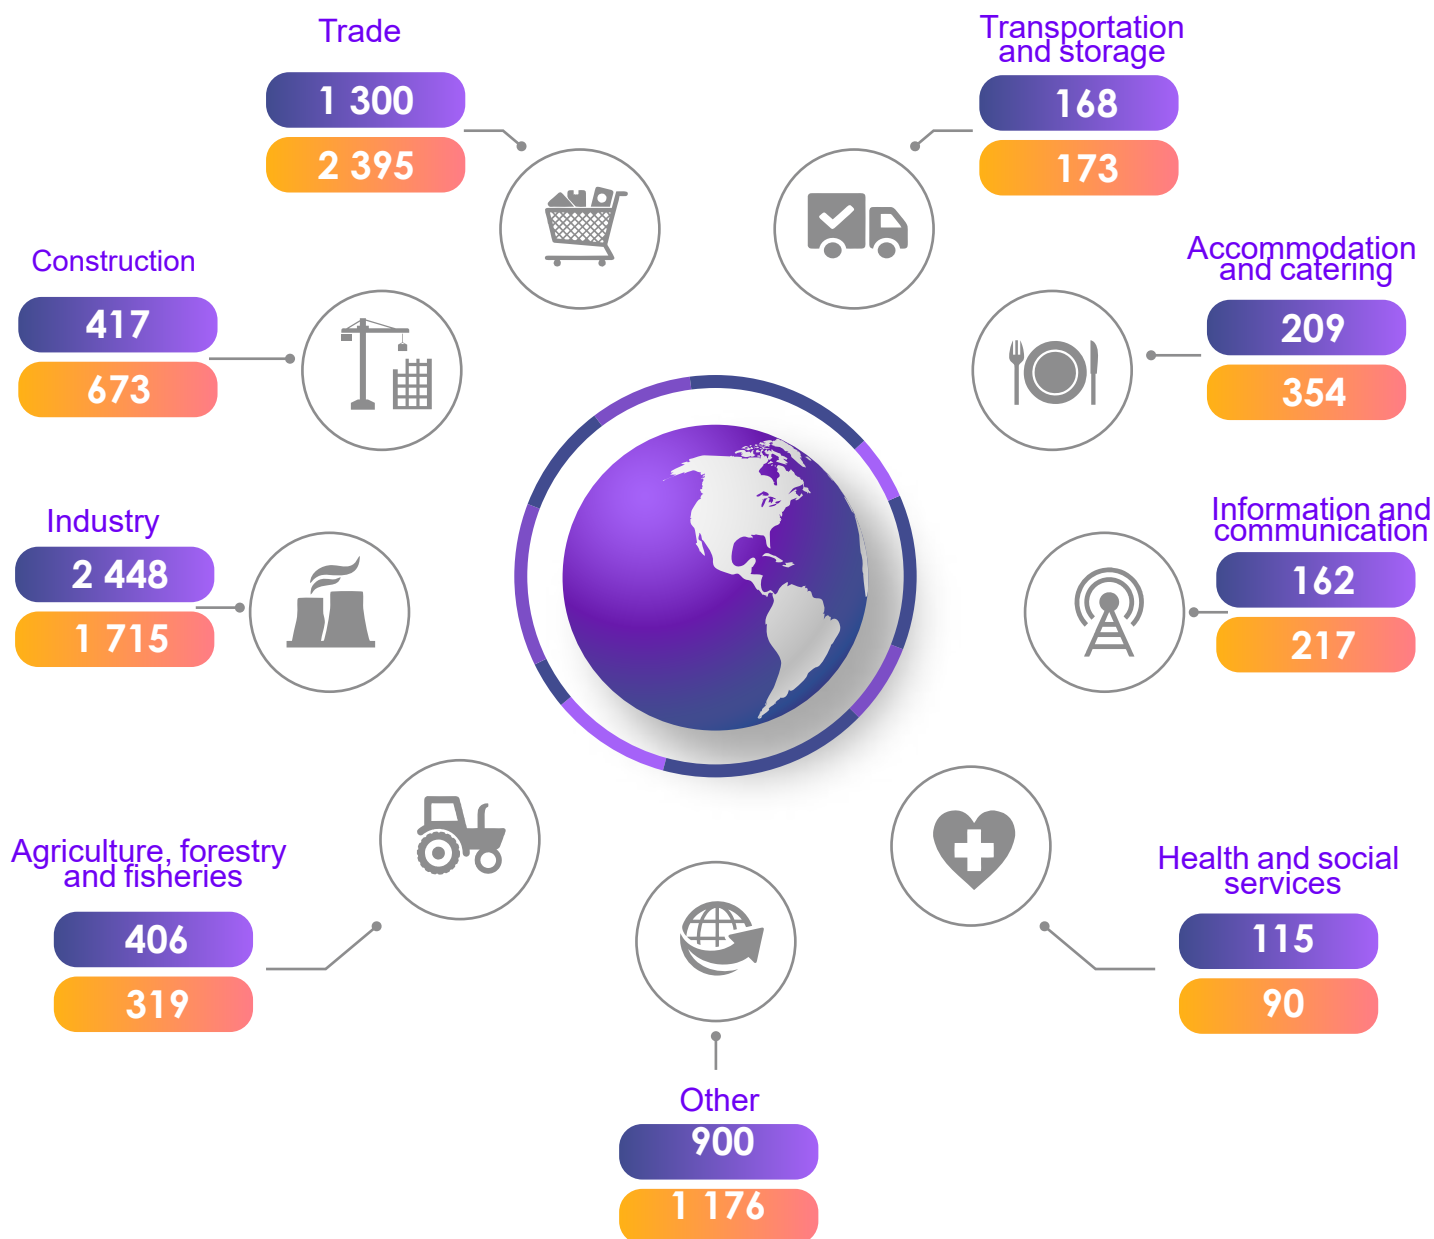 Trade
1 300
2 395
Transportation
and storage
168
173
Construction
417
673
Accommodation
and catering
209
354
Industry
2 448
1 715
Information and
communication
162
217
Agriculture, forestry
and fisheries
406
319
Health and social
services
115
90
Other
900
1 176